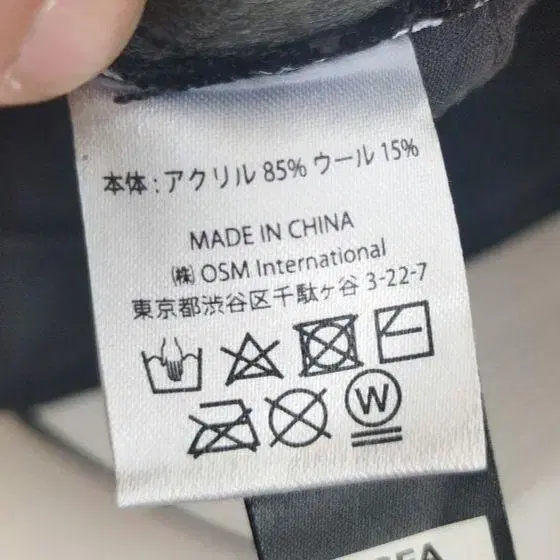 本体 : アクリル 85% ウール 15%
MADE IN CHINA
㈱ OSM International
東京都渋谷区千駄ヶ谷 3-22-7
W